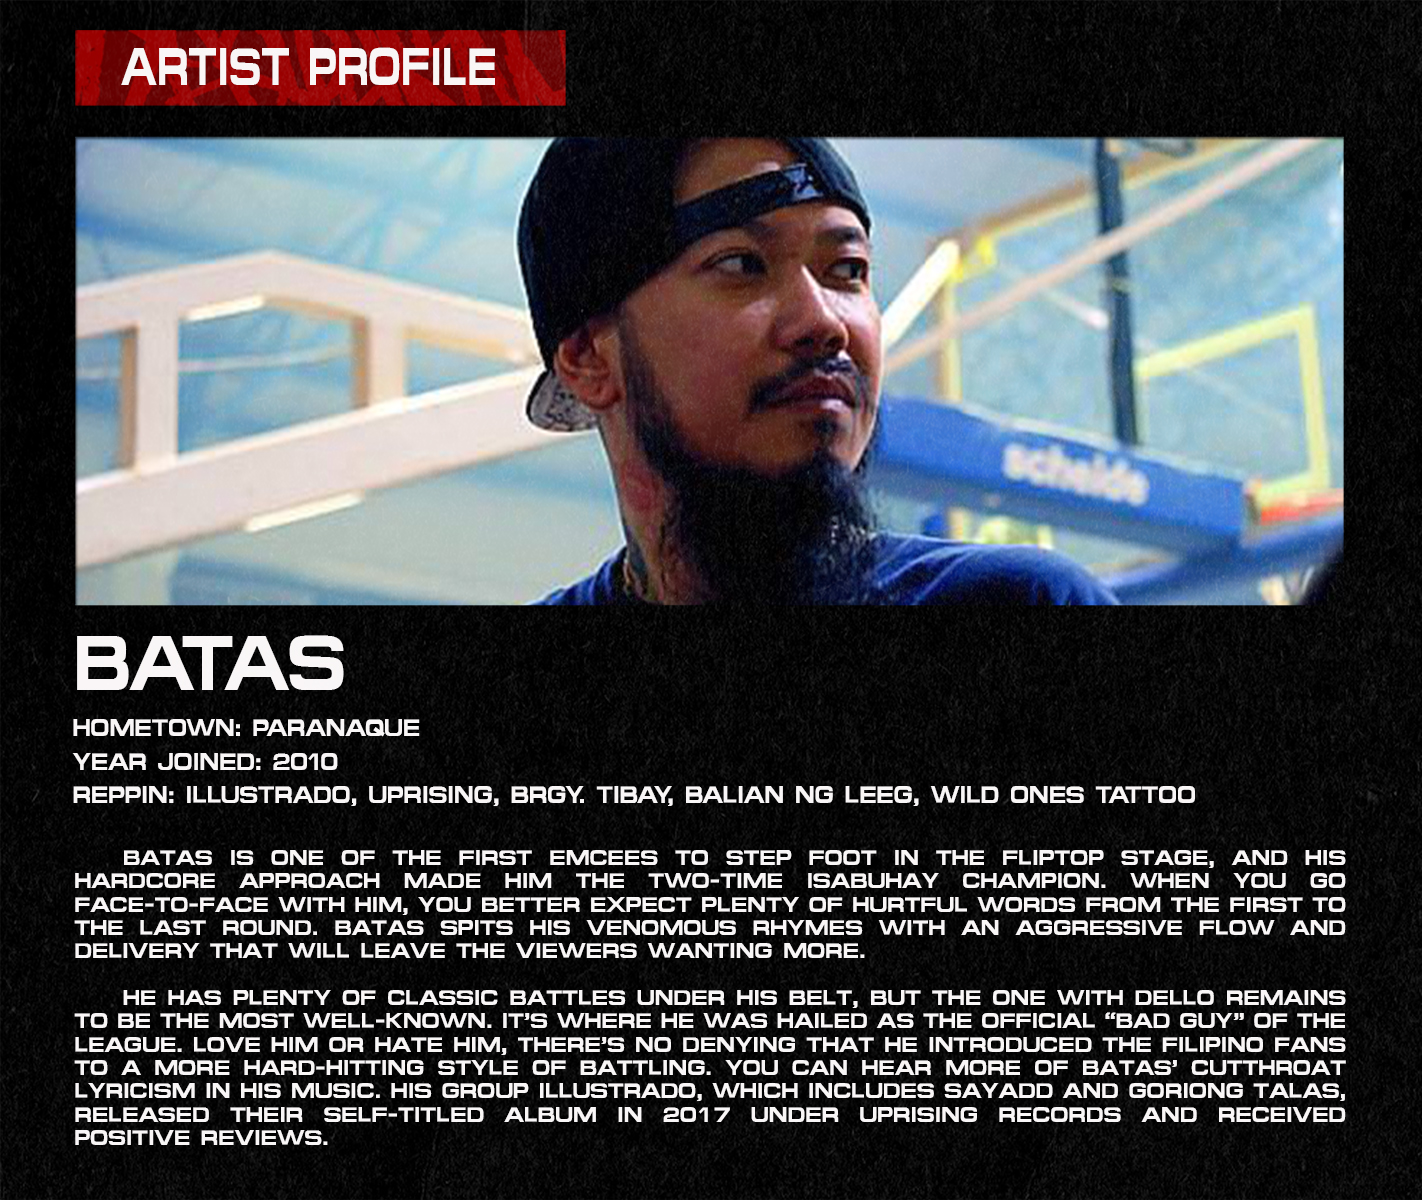 ARTIST PROFILE
schelde
BATAS
HOMETOWN: PARANAQUE
YEAR JOINED: 2010
REPPIN: ILLUSTRADO, UPRISING, BRGY. TIBAY, BALIAN NG LEEG, WILD ONES TATTOO
BATAS IS ONE OF THE FIRST EMCEES TO STEP FOOT IN THE FLIPTOP STAGE, AND HIS
HARDCORE APPROACH MADE HIM THE TWO-TIME ISABUHAY CHAMPION. WHEN YOU GO
FACE-TO-FACE WITH HIM, YOU BETTER EXPECT PLENTY OF HURTFUL WORDS FROM THE FIRST TO
THE LAST ROUND. BATAS SPITS HIS VENOMOUS RHYMES WITH AN AGGRESSIVE FLOW AND
DELIVERY THAT WILL LEAVE THE VIEWERS WANTING MORE.
HE HAS PLENTY OF CLASSIC BATTLES UNDER HIS BELT, BUT THE ONE WITH DELLO REMAINS
TO BE THE MOST WELL-KNOWN. IT'S WHERE HE WAS HAILED AS THE OFFICIAL “BAD GUY” OF THE
LEAGUE. LOVE HIM OR HATE HIM, THERE'S NO DENYING THAT HE INTRODUCED THE FILIPINO FANS
TO A MORE HARD-HITTING STYLE OF BATTLING. YOU CAN HEAR MORE OF BATAS' CUTTHROAT
LYRICISM IN HIS MUSIC. HIS GROUP ILLUSTRADO, WHICH INCLUDES SAYADD AND GORIONG TALAS,
RELEASED THEIR SELF-TITLED ALBUM IN 2017 UNDER UPRISING RECORDS AND RECEIVED
POSITIVE REVIEWS.